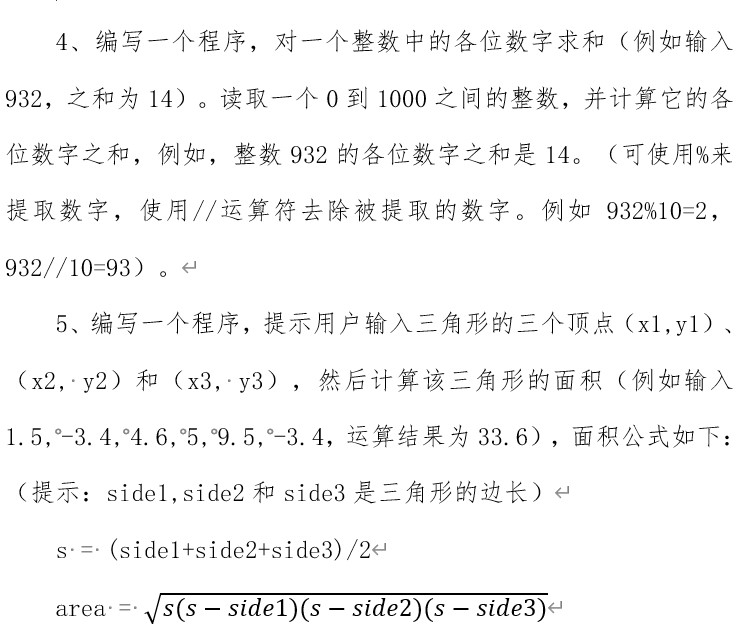 4、编写一个程序，对一个整数中的各位数字求和（例如输入
932，之和为14）。读取一个0到1000之间的整数，并计算它的各
位数字之和，例如，整数932的各位数字之和是14。（可使用%来
提取数字，使用//运算符去除被提取的数字。例如 932%10=2，
932//10=93）。↵
5、编写一个程序，提示用户输入三角形的三个顶点（x1,y1）、
（x2,·y2）和（x3,·y3），然后计算该三角形的面积（例如输入
1.5,°-3.4,°4.6,°5,°9.5,°-3.4，运算结果为33.6），面积公式如下：
（提示：side1,side2和side3是三角形的边长）↵
s·=·(side1+side2+side3)/2↵
area·=·√s(s − side1)(s − side2)(s − side3)↵